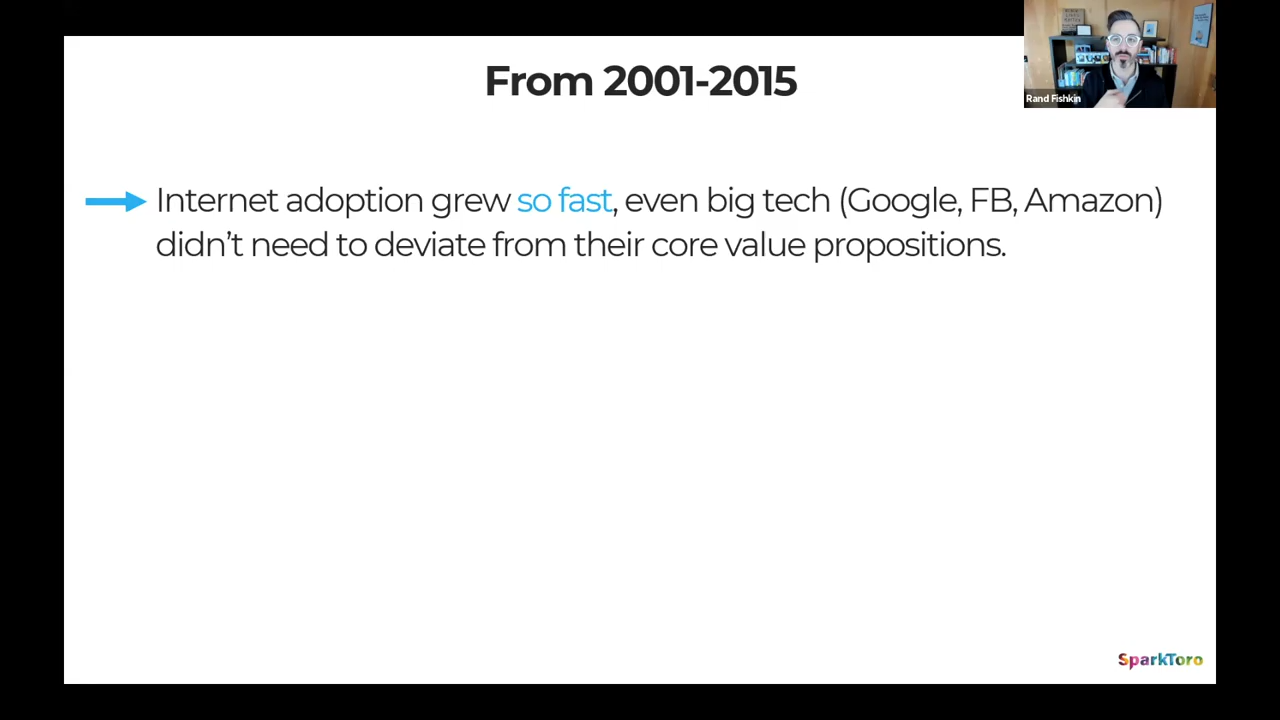 From 2001-2015
Rand Fishkin
Internet adoption grew so fast, even big tech (Google, FB, Amazon)
didn’t need to deviate from their core value propositions.
SparkToro